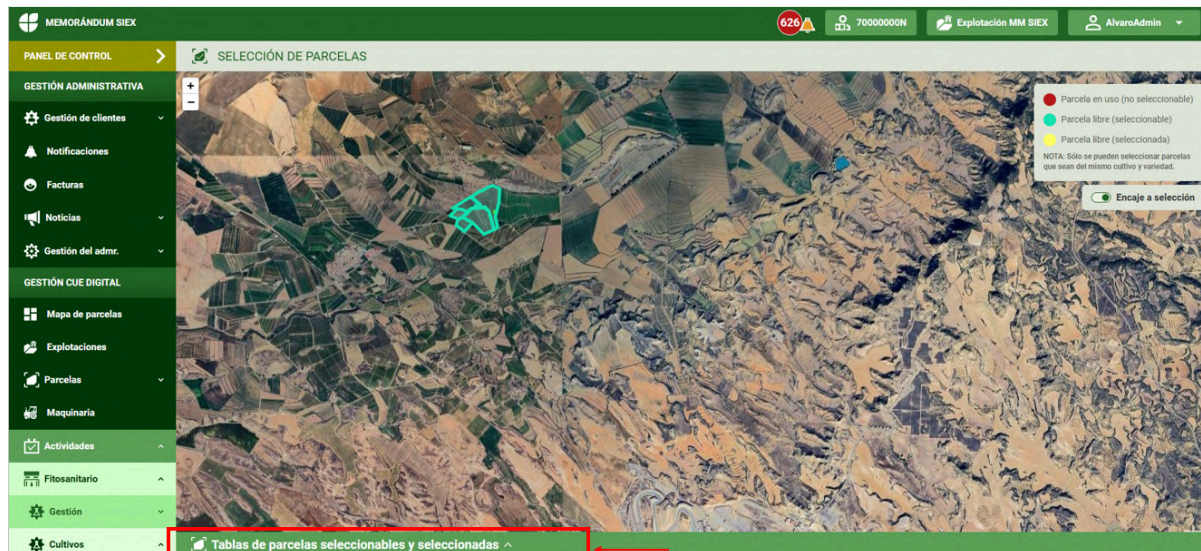 MEMORÁNDUM SIEX
626
70000000N
Explotación MM SIEX
AlvaroAdmin
PANEL DE CONTROL
SELECCIÓN DE PARCELAS
GESTIÓN ADMINISTRATIVA
Gestión de clientes
Notificaciones
Facturas
Noticias
Gestión del admr.
GESTIÓN CUE DIGITAL
Mapa de parcelas
Explotaciones
Parcelas
Maquinaria
Actividades
Fitosanitario
Gestión
Cultivos
+
−
Parcela en uso (no seleccionable)
Parcela libre (seleccionable)
Parcela libre (seleccionada)
NOTA: Sólo se pueden seleccionar parcelas
que sean del mismo cultivo y variedad.
Encaje a selección
Tablas de parcelas seleccionables y seleccionadas